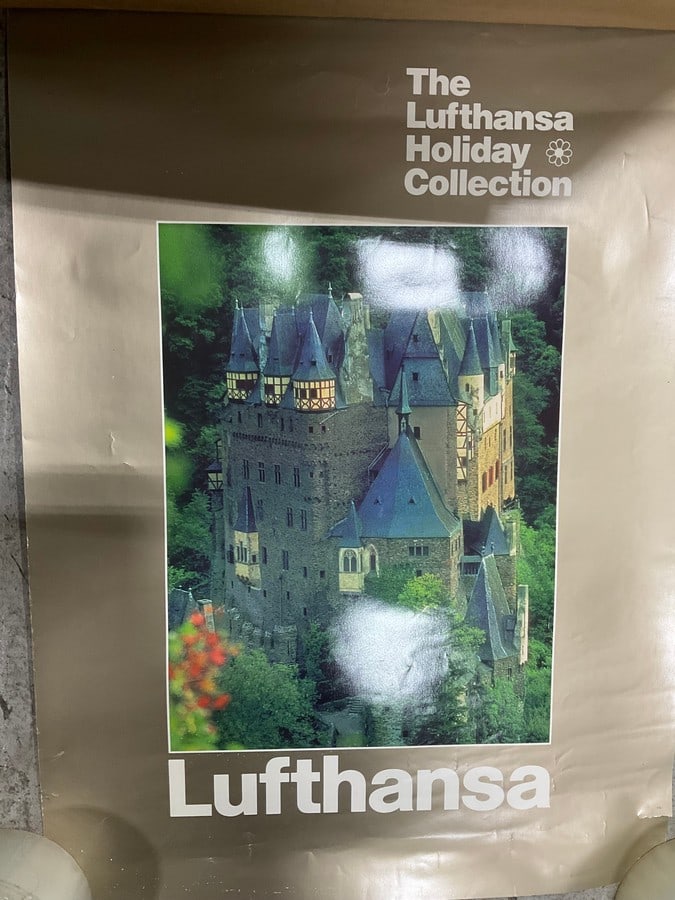 The
Lufthansa
Holiday
Collection
Lufthansa